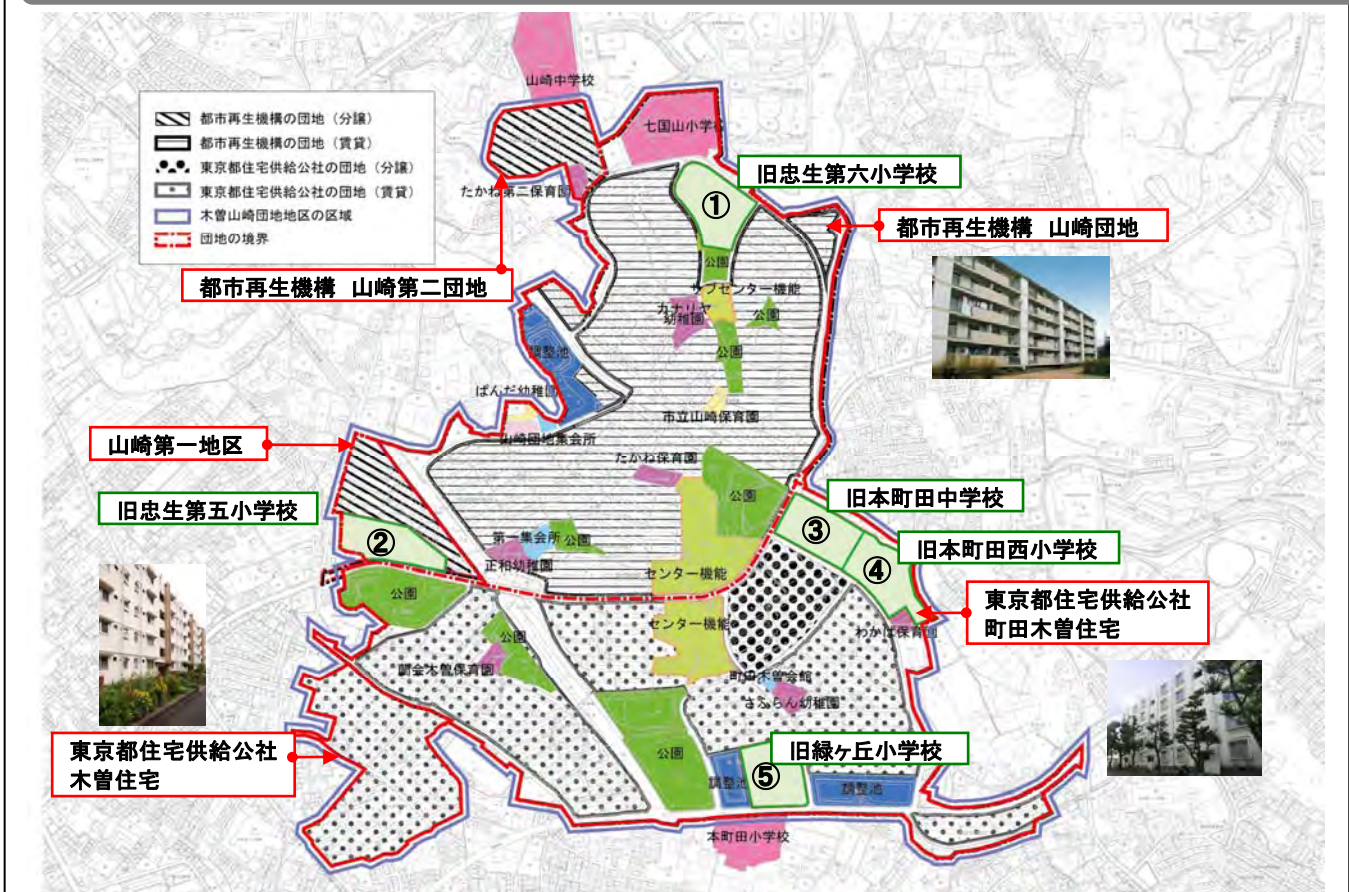 山崎中学校
都市再生機構の団地（分譲）
都市再生機構の団地（賃貸）
東京都住宅供給公社の団地（分譲）
東京都住宅供給公社の団地（賃貸）
木曽山崎団地地区の区域
団地の境界
七国山小学校
旧忠生第六小学校
たかね第二保育園
①
都市再生機構 山崎団地
都市再生機構 山崎第二団地
公園
サブセンター機能
カナリヤ
幼稚園
公園
公園
調整池
ぱんだ幼稚園
市立山崎保育園
山崎団地集会所
山崎第一地区
たかね保育園
公園
旧本町田中学校
旧忠生第五小学校
②
③
第一集会所
公園
旧本町田西小学校
正和幼稚園
センター機能
④
公園
東京都住宅供給公社
町田木曽住宅
センター機能
わかば保育園
公園
町田木曽会館
さふらん幼稚園
東京都住宅供給公社
木曽住宅
公園
旧緑ヶ丘小学校
調整池
⑤
調整池
本町田小学校